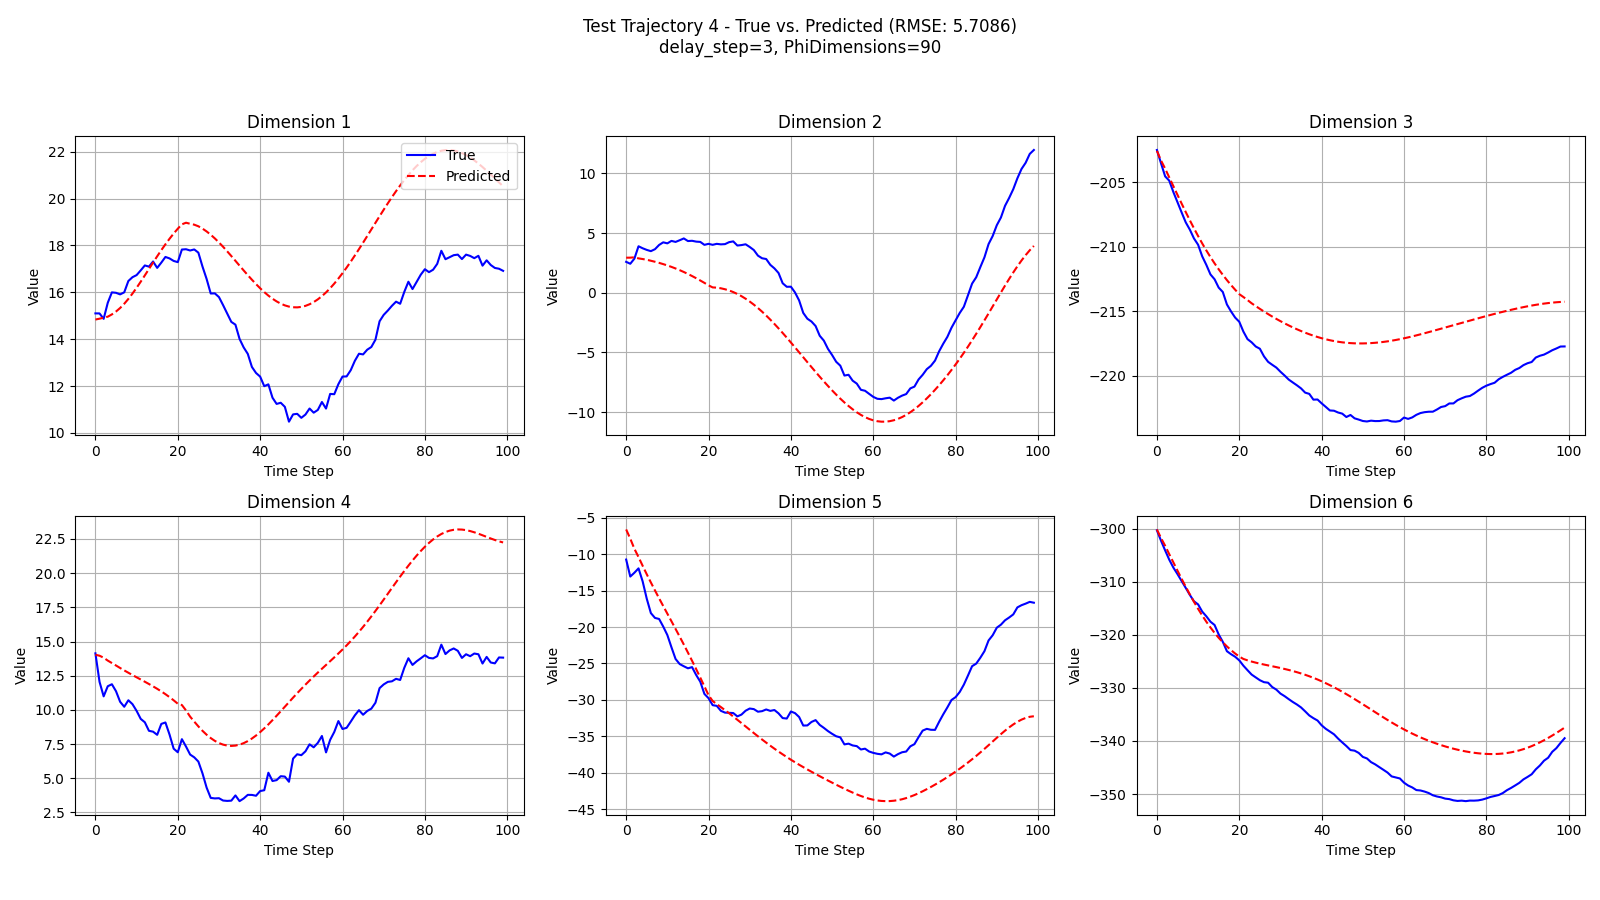 Test Trajectory 4 - True vs. Predicted (RMSE: 5.7086)
delay_step=3, PhiDimensions=90
Dimension 1
Value
22
20
18
16
14
12
10
0 20 40 60 80 100
Time Step
True
Predicted
Dimension 2
Value
10
5
0
−5
−10
0 20 40 60 80 100
Time Step
Dimension 3
Value
−205
−210
−215
−220
0 20 40 60 80 100
Time Step
Dimension 4
Value
22.5
20.0
17.5
15.0
12.5
10.0
7.5
5.0
2.5
0 20 40 60 80 100
Time Step
Dimension 5
Value
−5
−10
−15
−20
−25
−30
−35
−40
−45
0 20 40 60 80 100
Time Step
Dimension 6
Value
−300
−310
−320
−330
−340
−350
0 20 40 60 80 100
Time Step